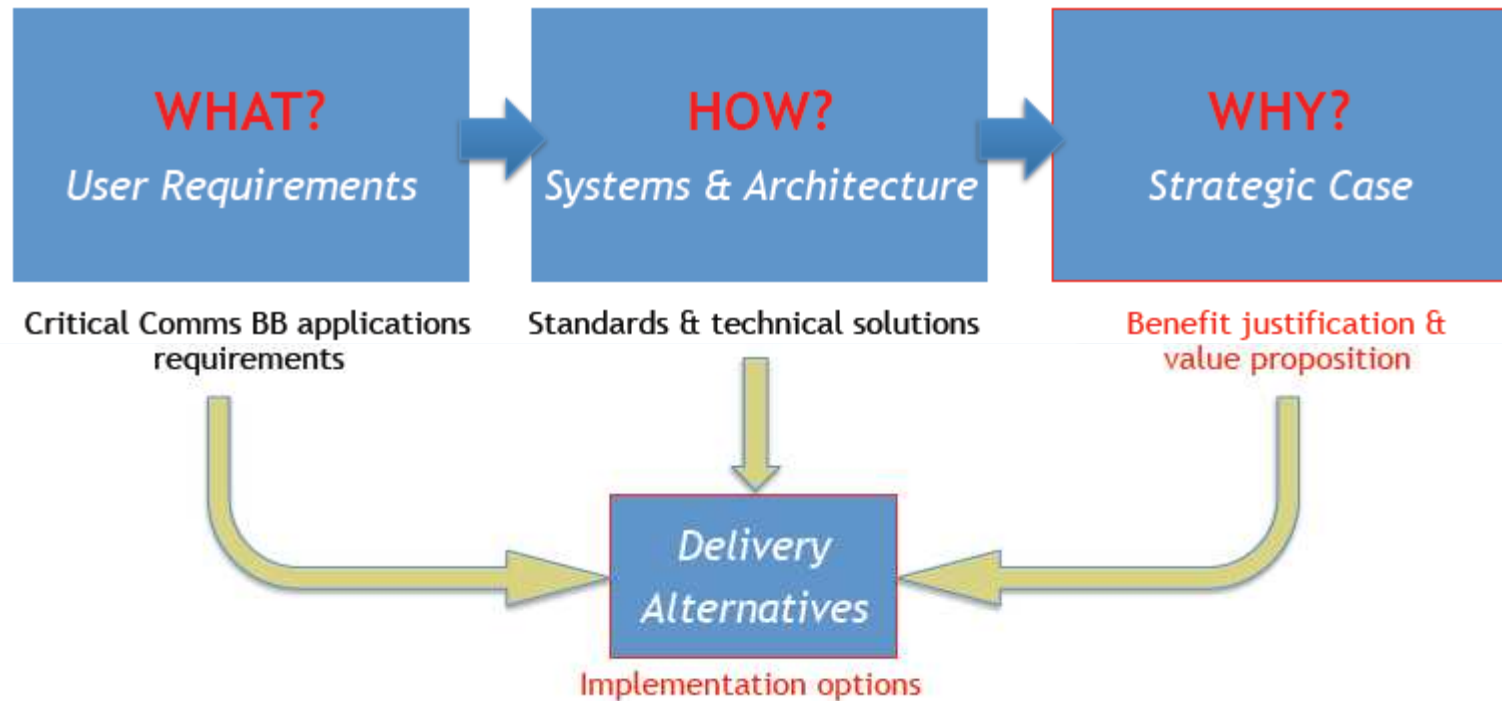 WHAT?
User Requirements
HOW?
Systems & Architecture
WHY?
Strategic Case
Critical Comms BB applications
requirements
Standards & technical solutions
Benefit justification &
value proposition
Delivery
Alternatives
Implementation options